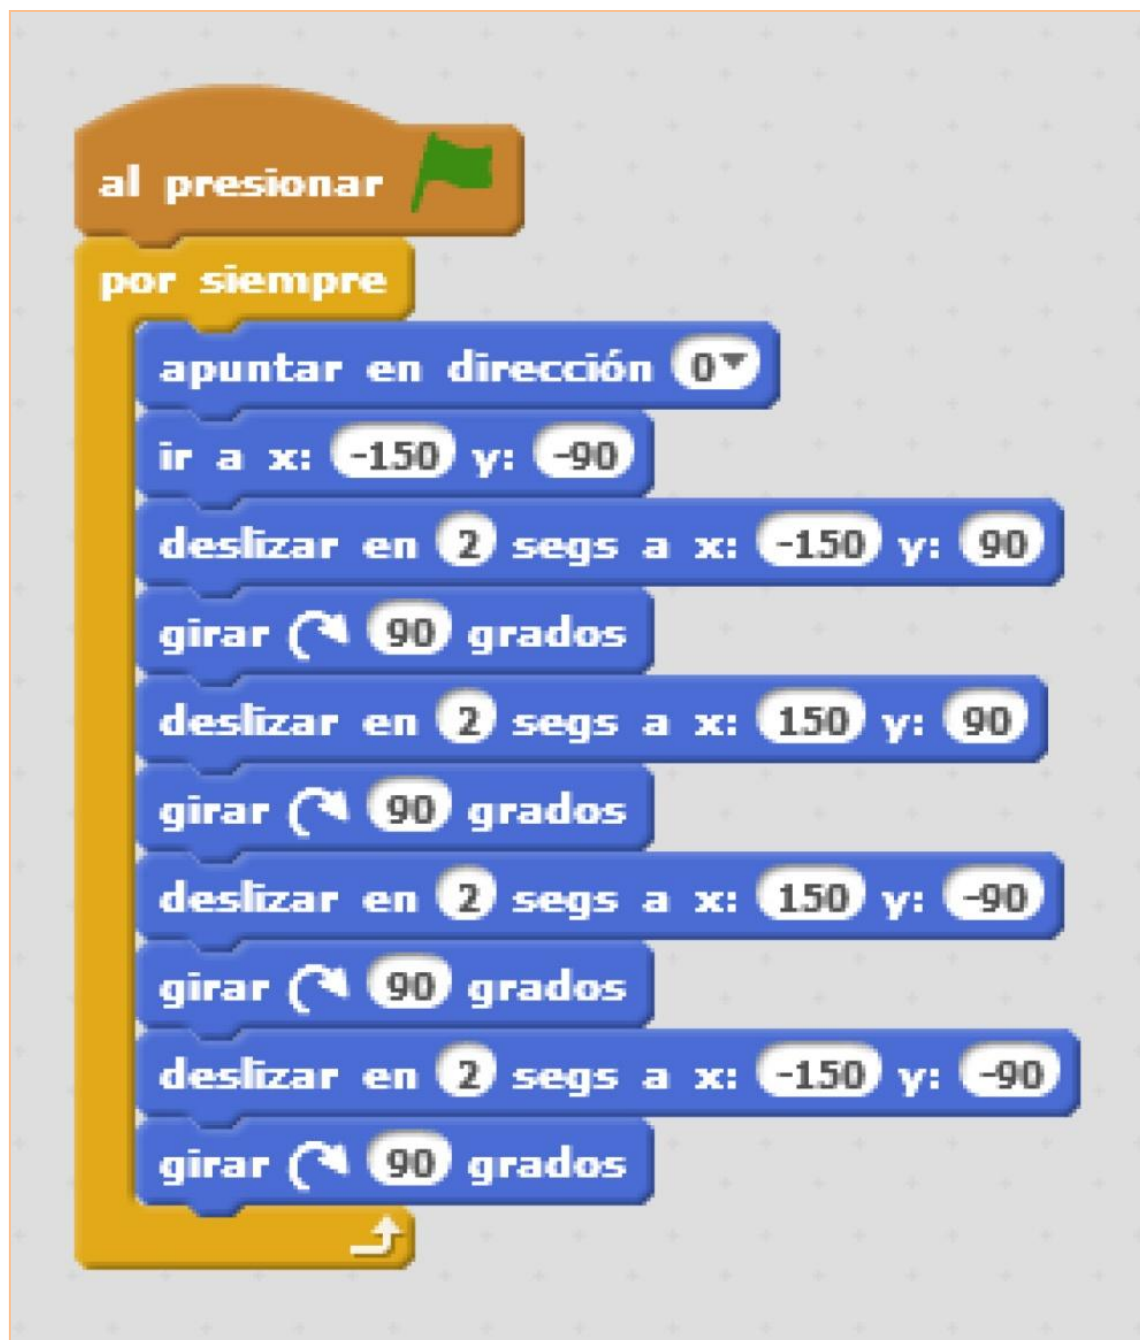 al presionar
por siempre
apuntar en dirección 0
ir a x: -150 y: -90
deslizar en 2 segs a x: -150 y: 90
girar 90 grados
deslizar en 2 segs a x: 150 y: 90
girar 90 grados
deslizar en 2 segs a x: 150 y: -90
girar 90 grados
deslizar en 2 segs a x: -150 y: -90
girar 90 grados